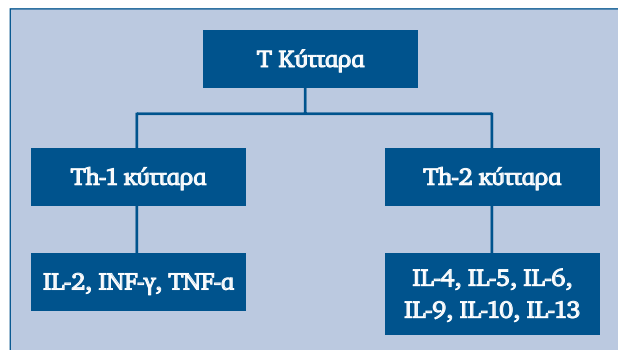 Τ Κύτταρα
Th-1 κύτταρα
Th-2 κύτταρα
IL-2, INF-γ, TNF-α
IL-4, IL-5, IL-6,
IL-9, IL-10, IL-13